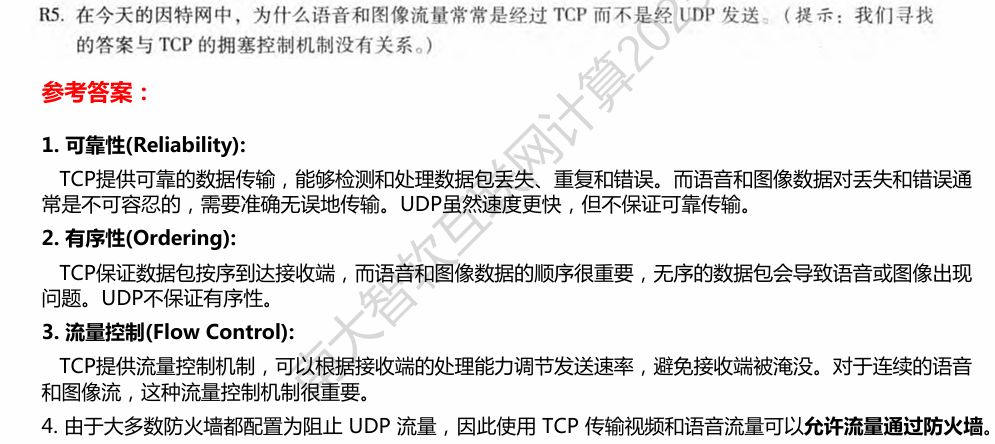 R5. 在今天的因特网中，为什么语音和图像流量常常是经过 TCP 而不是经 UDP 发送。（提示：我们寻找
的答案与 TCP 的拥塞控制机制没有关系。）
参考答案：
1. 可靠性(Reliability):
TCP提供可靠的数据传输，能够检测和处理数据包丢失、重复和错误。而语音和图像数据对丢失和错误通
常是不可容忍的，需要准确无误地传输。UDP虽然速度更快，但不保证可靠传输。
2. 有序性(Ordering):
TCP保证数据包按序到达接收端，而语音和图像数据的顺序很重要，无序的数据包会导致语音或图像出现
问题。UDP不保证有序性。
3. 流量控制(Flow Control):
TCP提供流量控制机制，可以根据接收端的处理能力调节发送速率，避免接收端被淹没。对于连续的语音
和图像流，这种流量控制机制很重要。
4. 由于大多数防火墙都配置为阻止 UDP 流量，因此使用 TCP 传输视频和语音流量可以允许流量通过防火墙。
南大智软互联网计算202